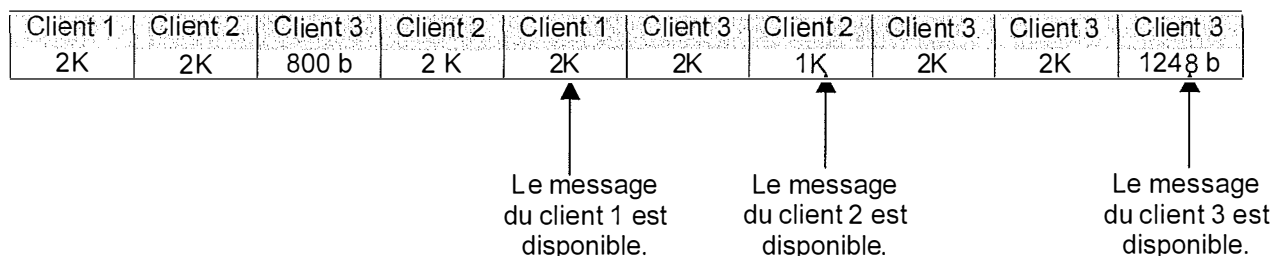 Client 1 Client 2 Client 3 Client 2 Client 1 Client 3 Client 2 Client 3 Client 3 Client 3
2K 2K 800 b 2 K 2K 2K 1K 2K 2K 1248 b
Le message Le message Le message
du client 1 est du client 2 est du client 3 est
disponible. disponible. disponible.